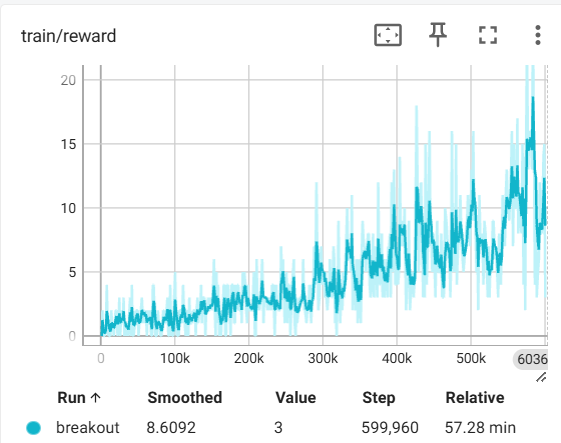 train/reward
20
15
10
5
0
0 100k 200k 300k 400k 500k 6036
Run ↑ Smoothed Value Step Relative
breakout 8.6092 3 599,960 57.28 min